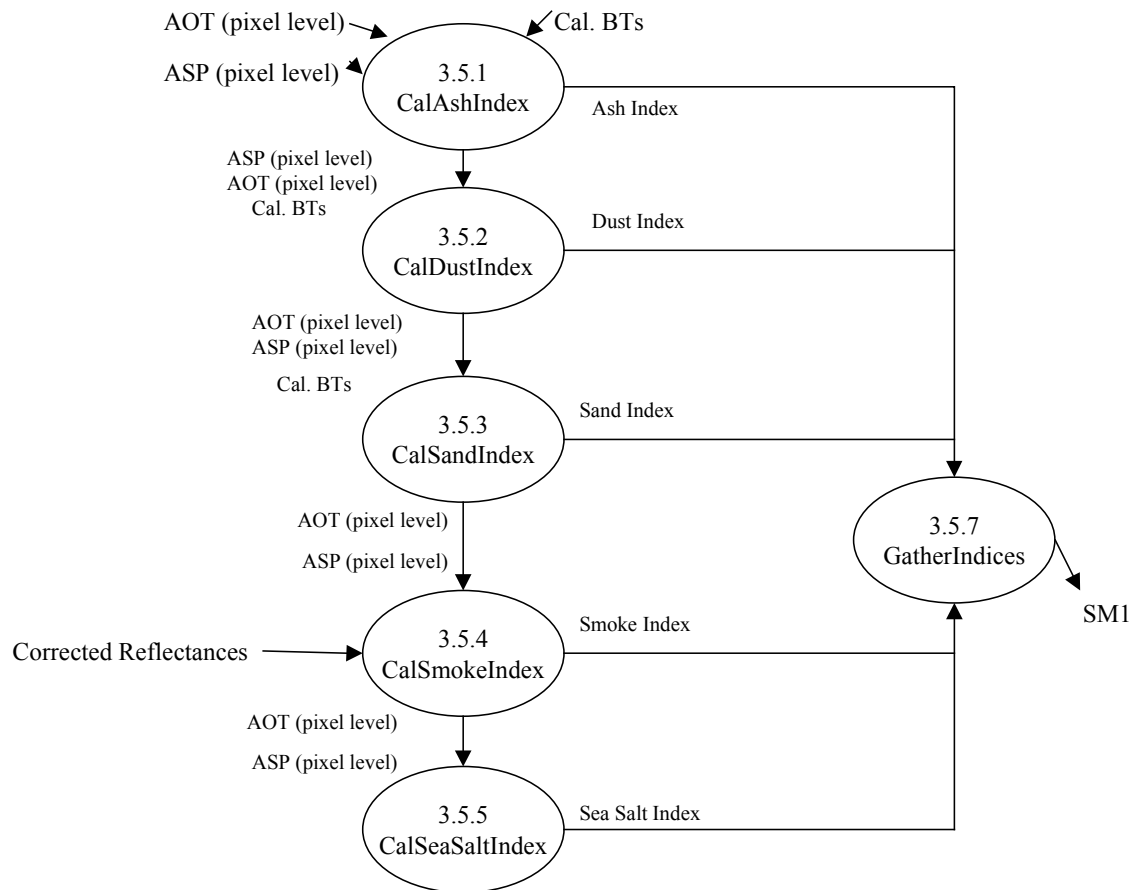 AOT (pixel level)
Cal. BTs
ASP (pixel level)
3.5.1
CalAshIndex
Ash Index
ASP (pixel level)
AOT (pixel level)
Cal. BTs
3.5.2
CalDustIndex
Dust Index
AOT (pixel level)
ASP (pixel level)
Cal. BTs
3.5.3
CalSandIndex
Sand Index
AOT (pixel level)
ASP (pixel level)
3.5.7
GatherIndices
SM1
Corrected Reflectances
3.5.4
CalSmokeIndex
Smoke Index
AOT (pixel level)
ASP (pixel level)
3.5.5
CalSeaSaltIndex
Sea Salt Index